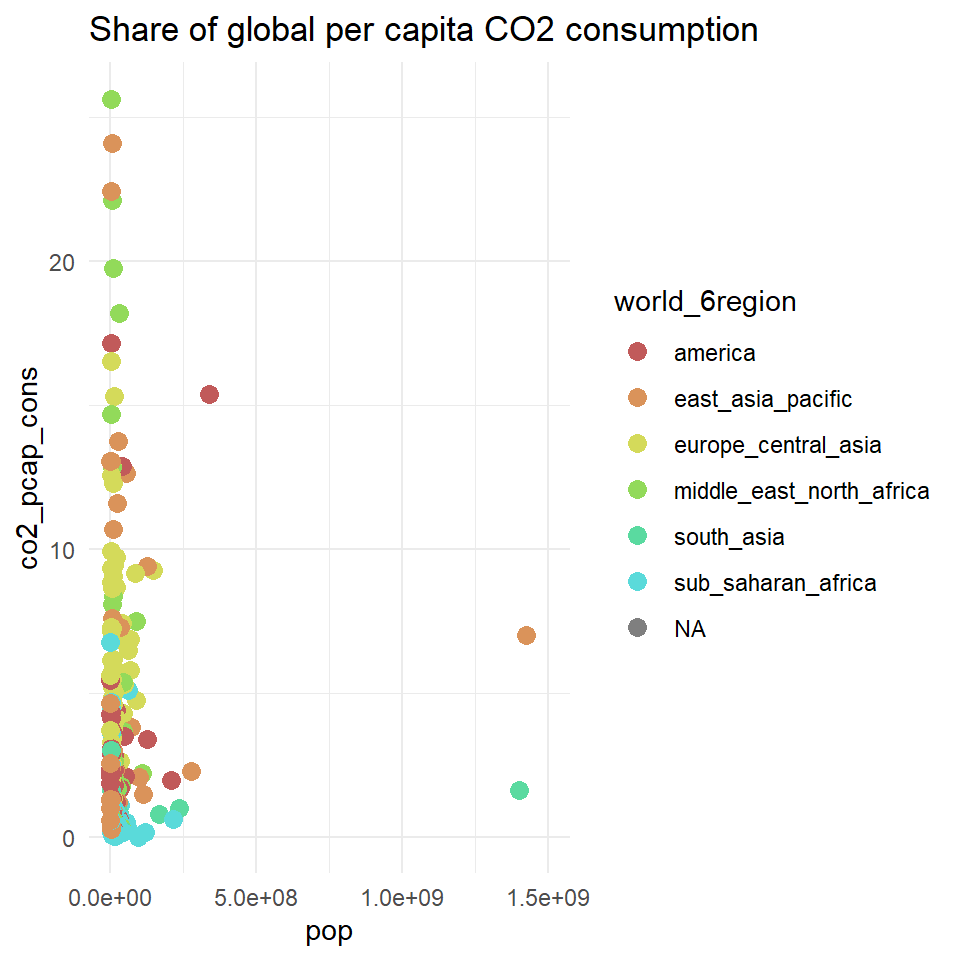 Share of global per capita CO2 consumption
co2_pcap_cons
20
10
0
0.0e+00
5.0e+08
1.0e+09
1.5e+09
pop
world_6region
america
east_asia_pacific
europe_central_asia
middle_east_north_africa
south_asia
sub_saharan_africa
NA